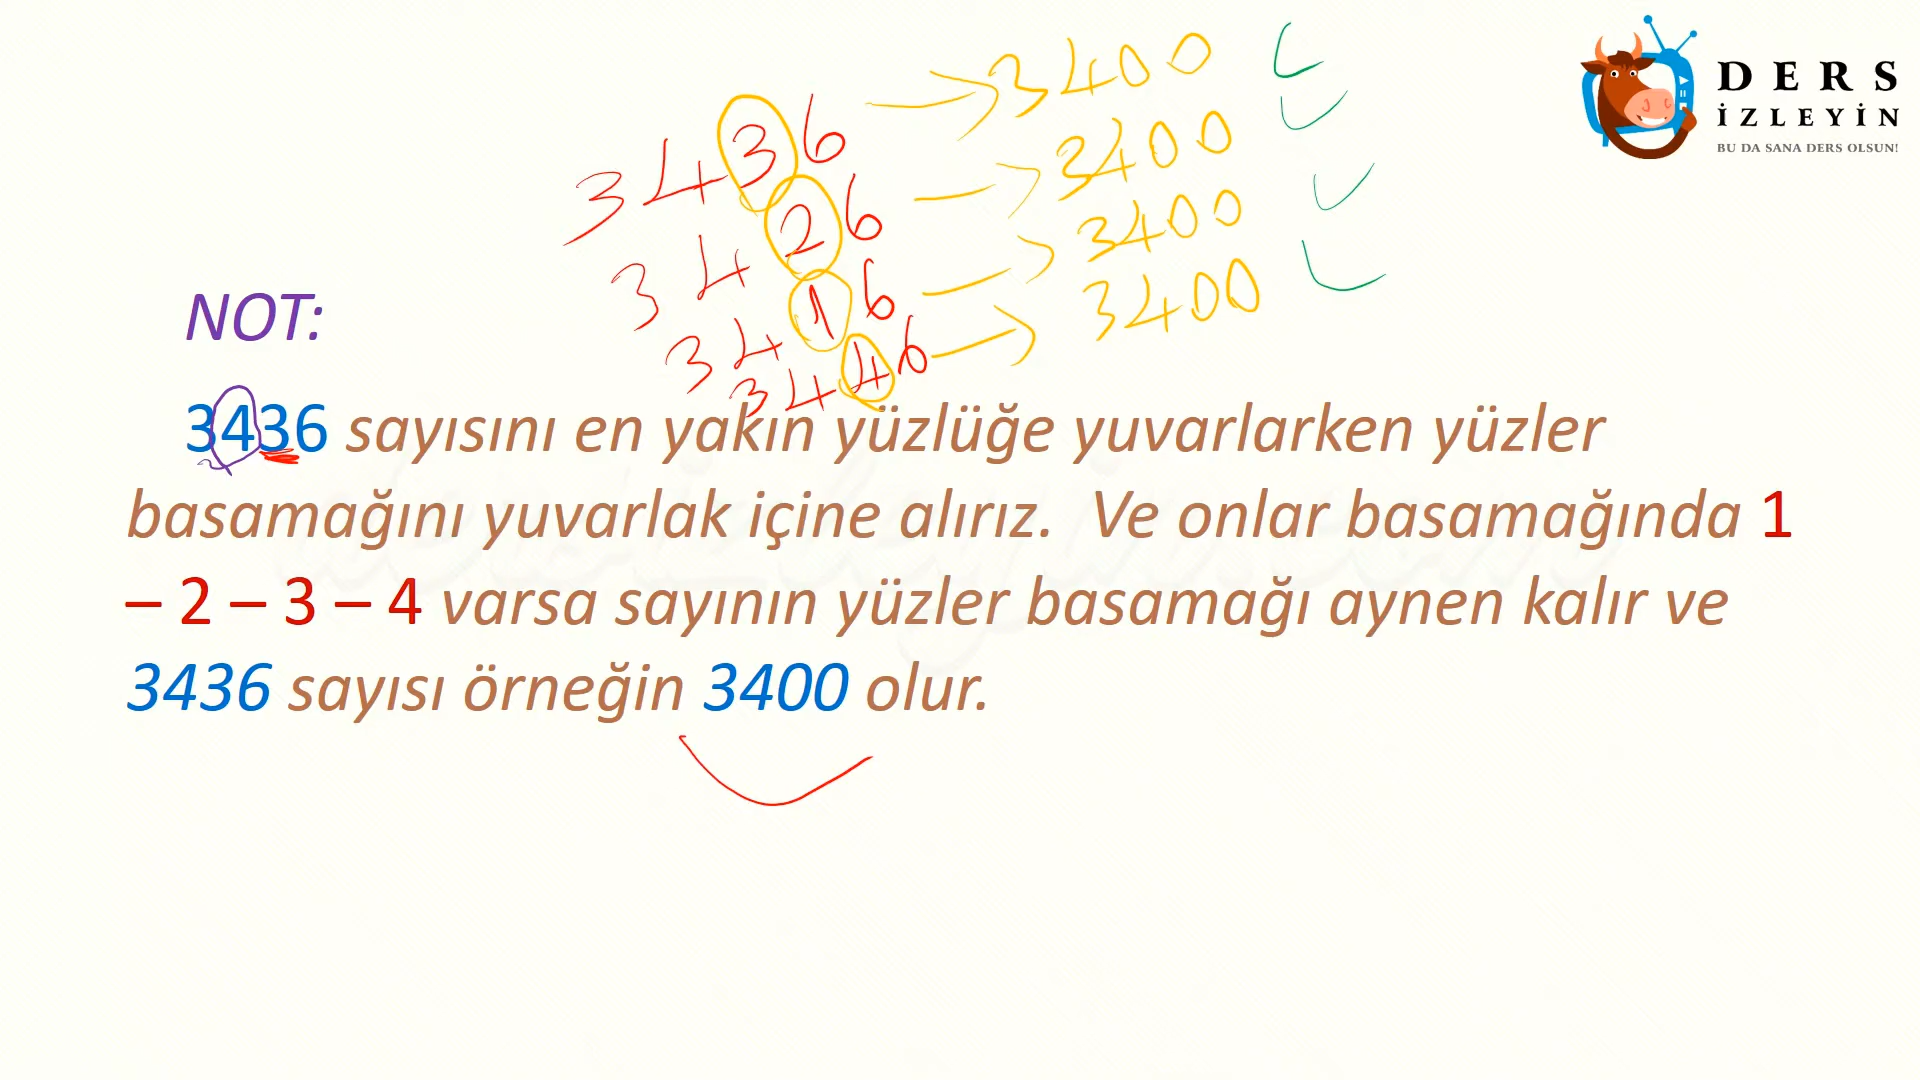 DERS
İZLEYİN
BU DA SANA DERS OLSUN!
3436 → 3400
3426 → 3400
3416 → 3400
3446 → 3400
NOT:
3436 sayısını en yakın yüzlüğe yuvarlarken yüzler
basamağını yuvarlak içine alırız. Ve onlar basamağında 1
– 2 – 3 – 4 varsa sayının yüzler basamağı aynen kalır ve
3436 sayısı örneğin 3400 olur.